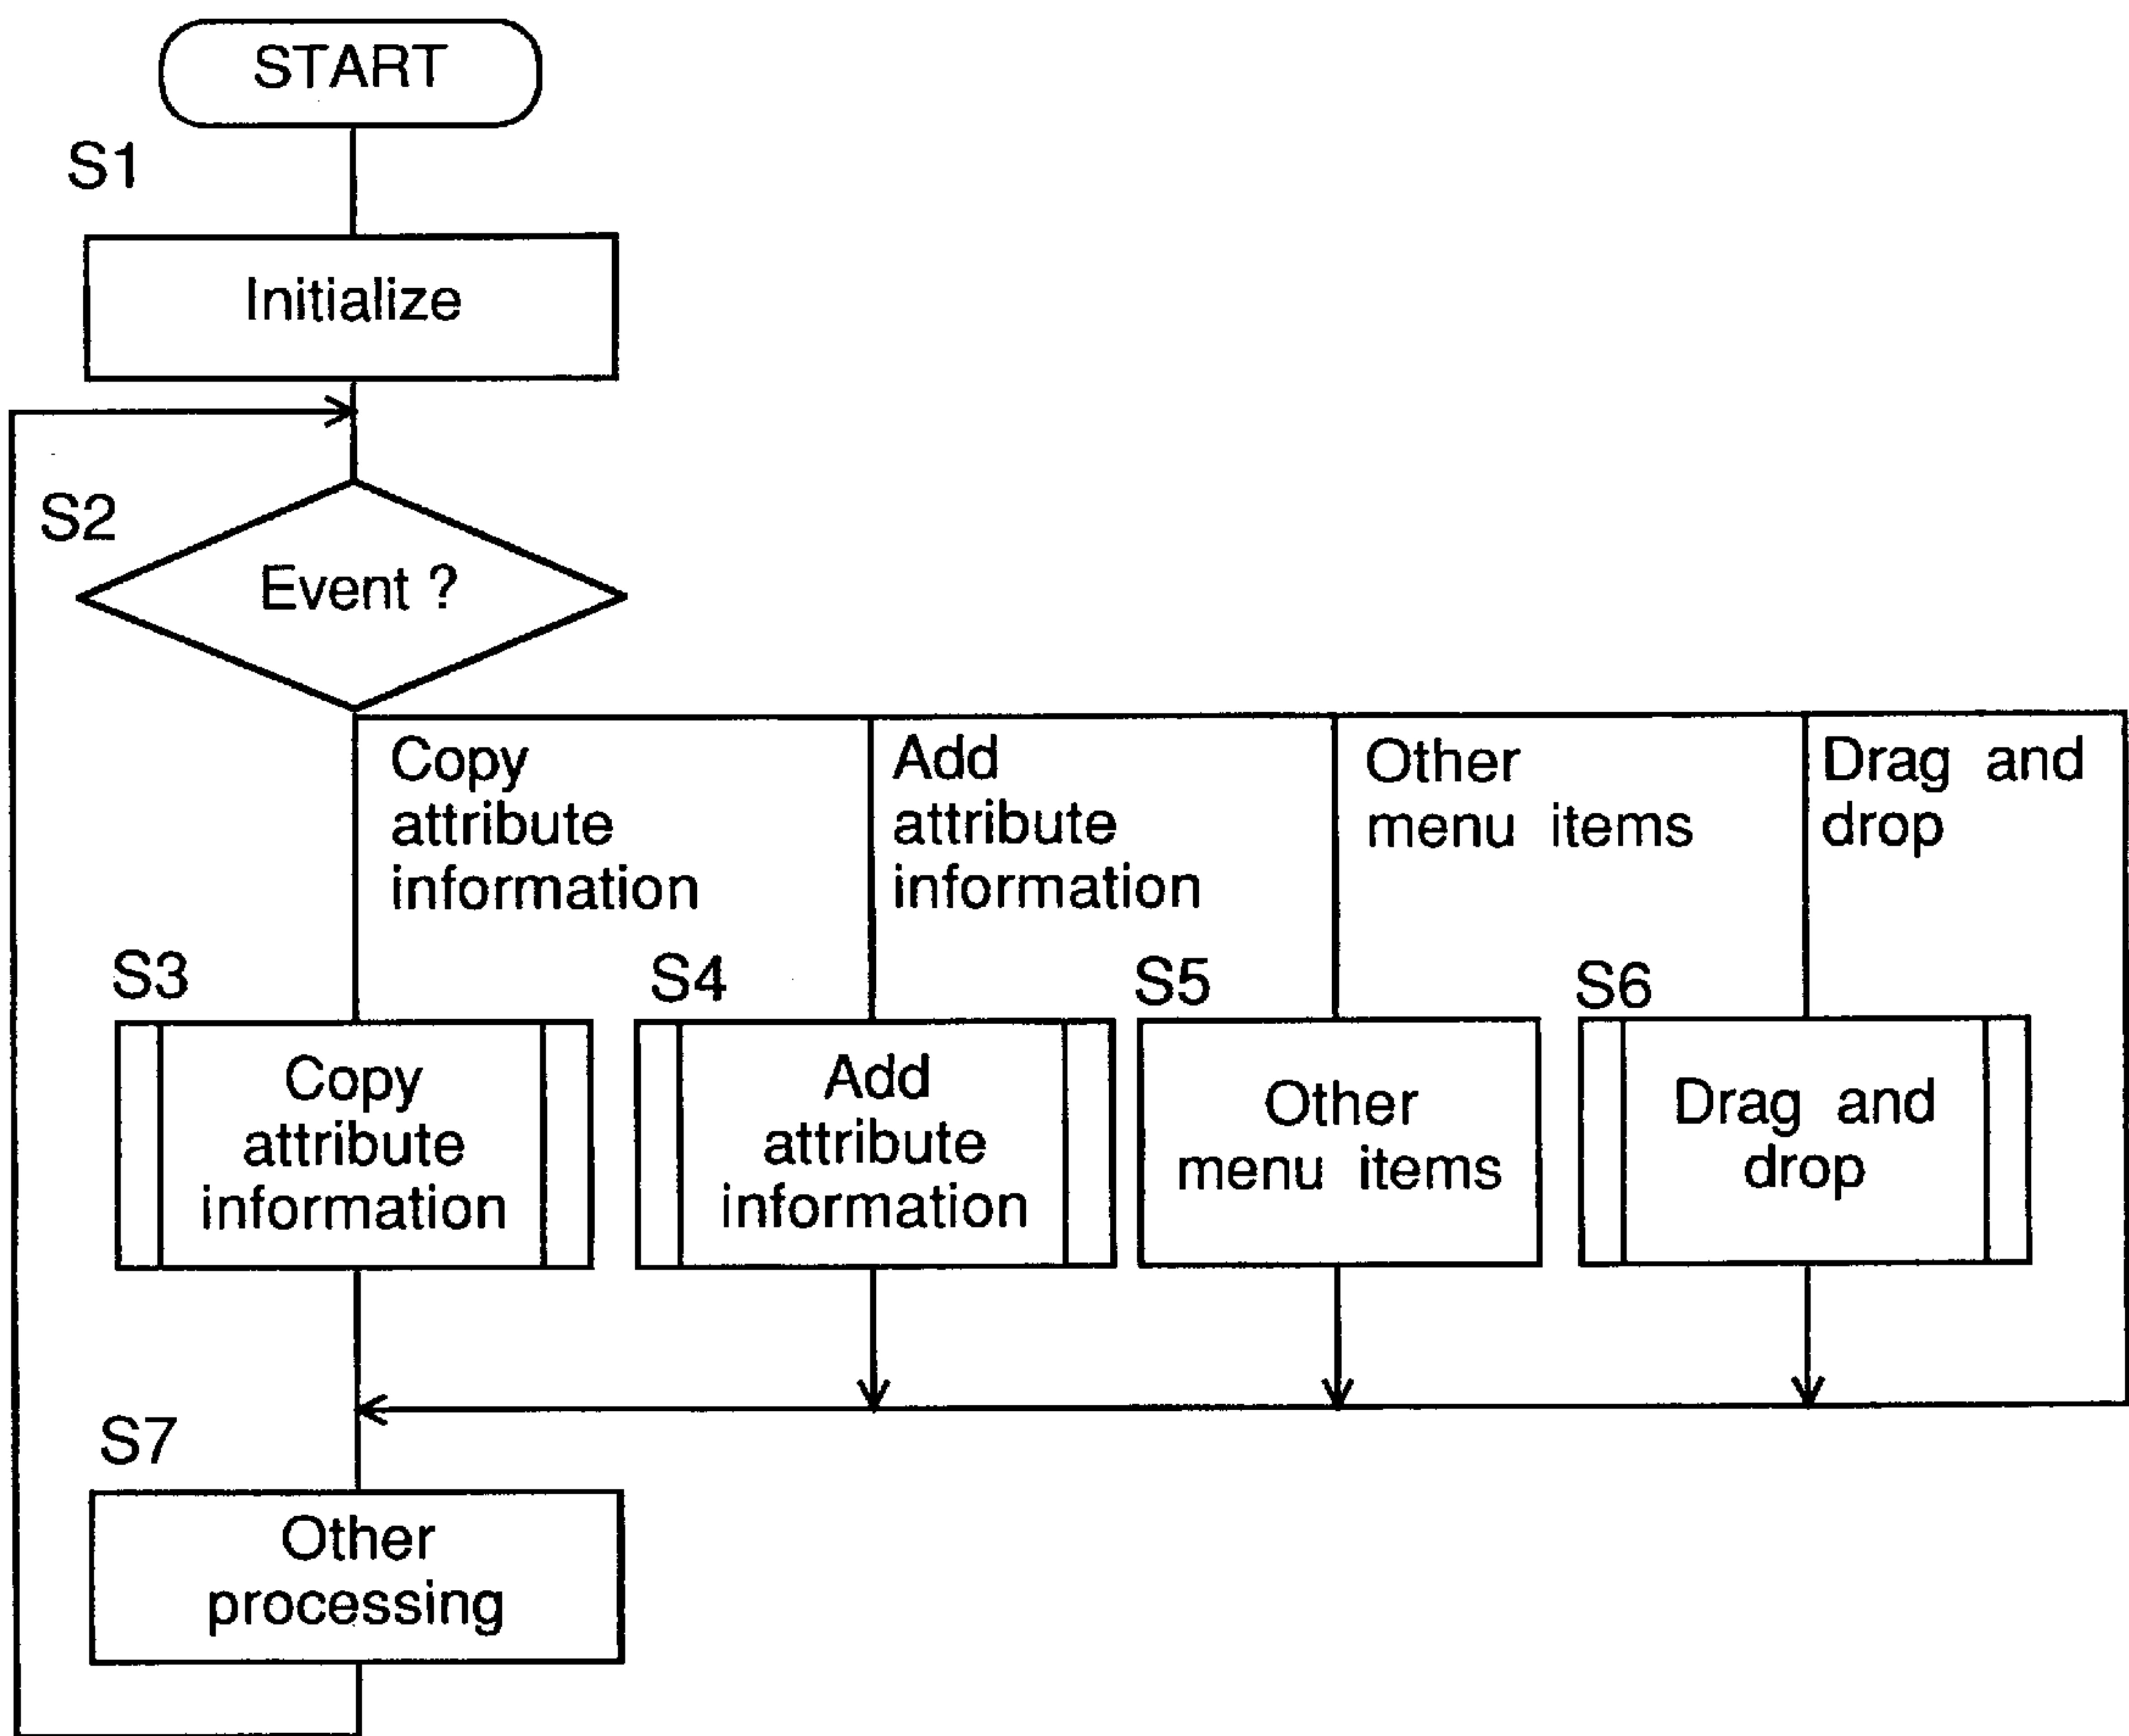 START
S1
Initialize
S2
Event ?
Copy
attribute
information
Add
attribute
information
Other
menu items
Drag and
drop
S3
Copy
attribute
information
S4
Add
attribute
information
S5
Other
menu items
S6
Drag and
drop
S7
Other
processing